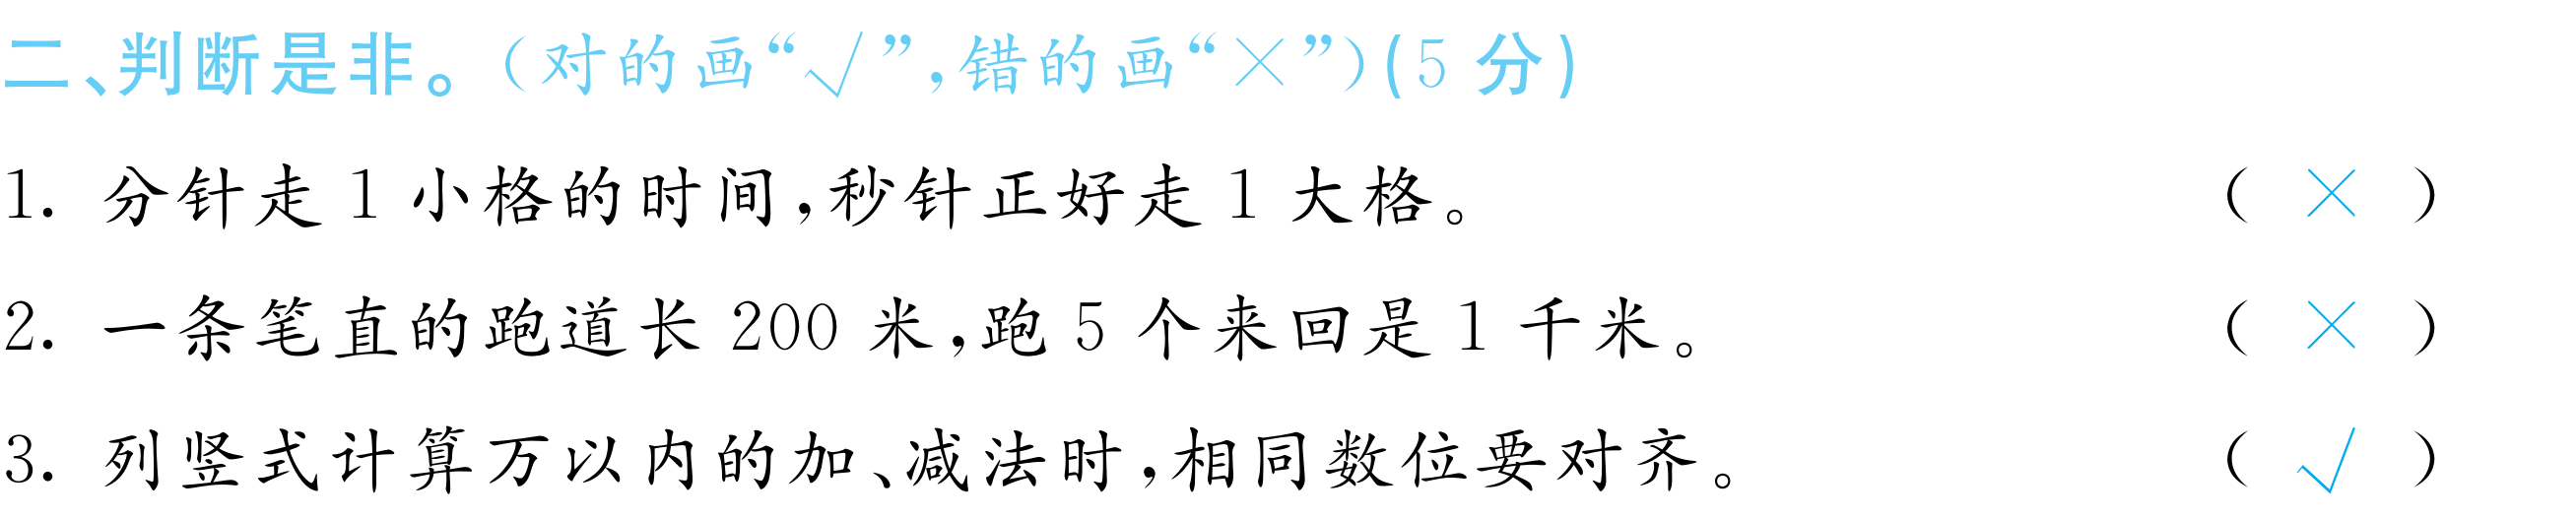 二、判断是非。(对的画“√”,错的画“×”)(5 分)
1. 分针走 1 小格的时间,秒针正好走 1 大格。 ( × )
2. 一条笔直的跑道长 200 米,跑 5 个来回是 1 千米。 ( × )
3. 列竖式计算万以内的加、减法时,相同数位要对齐。 ( √ )